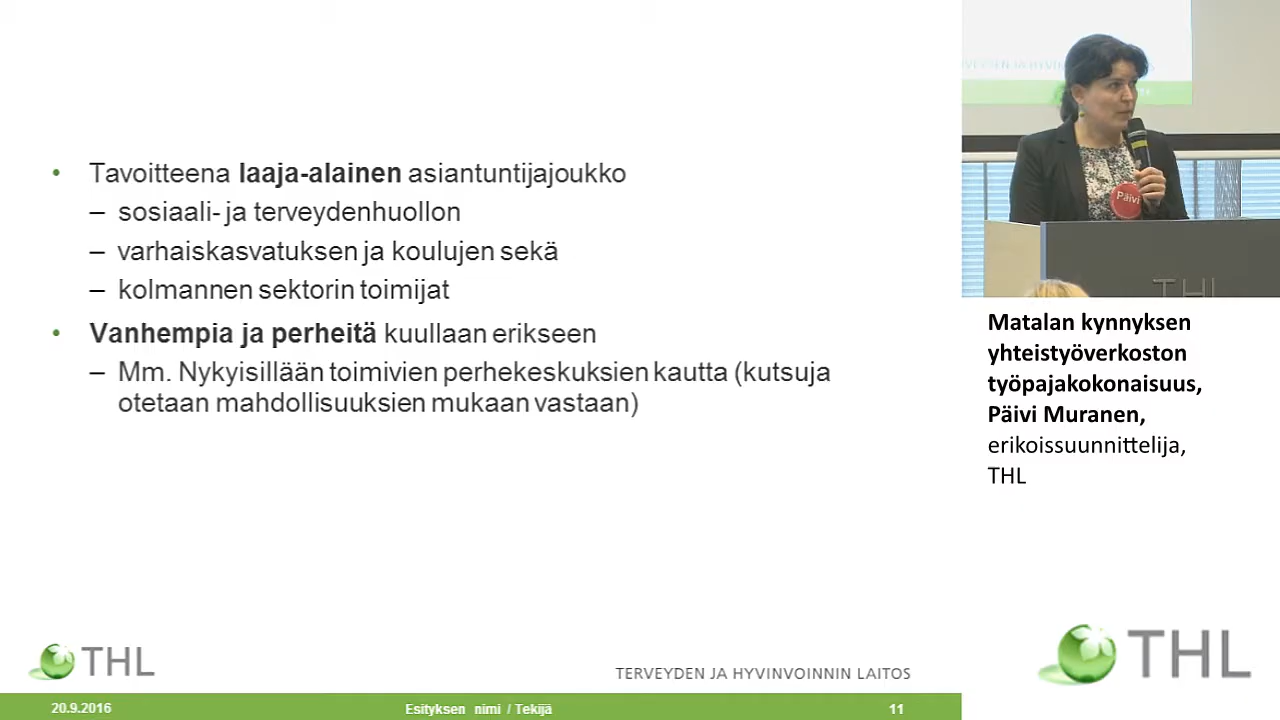 • Tavoitteena laaja-alainen asiantuntijajoukko
– sosiaali- ja terveydenhuollon
– varhaiskasvatuksen ja koulujen sekä
– kolmannen sektorin toimijat
• Vanhempia ja perheitä kuullaan erikseen
– Mm. Nykyisillään toimivien perhekeskuksien kautta (kutsuja
otetaan mahdollisuuksien mukaan vastaan)
THL
TERVEYDEN JA HYVINVOINNIN LAITOS
20.9.2016
Esityksen nimi / Tekijä
11
Päivi
THL
Matalan kynnyksen
yhteistyöverkoston
työpajakokonaisuus,
Päivi Muranen,
erikoissuunnittelija,
THL
THL